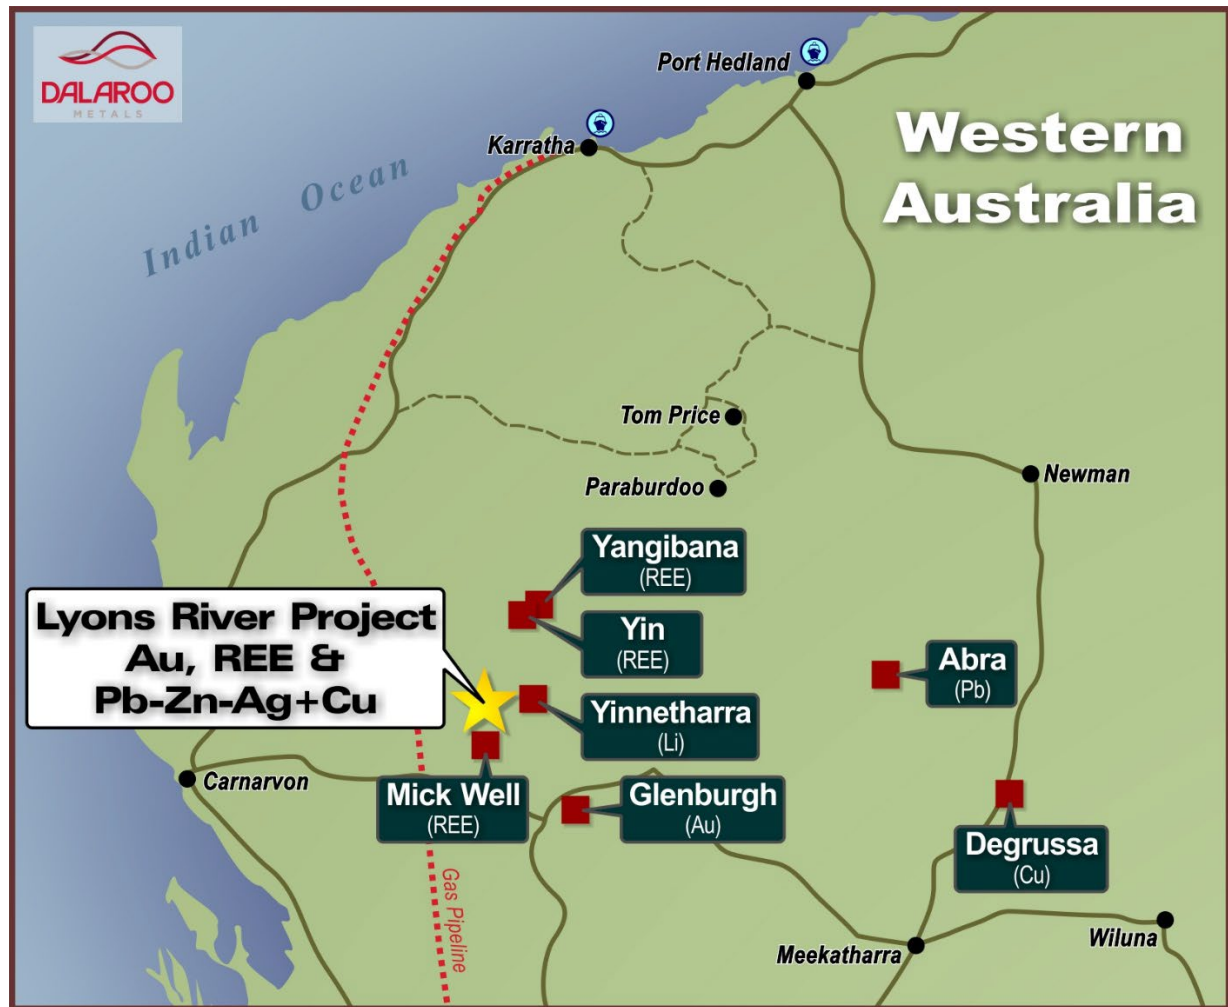 DALAROO
METALS
Port Hedland
Western
Australia
Karratha
Indian Ocean
Tom Price
Paraburdoo
Newman
Yangibana
(REE)
Yin
(REE)
Lyons River Project
Au, REE &
Pb-Zn-Ag+Cu
Abra
(Pb)
Yinnetharra
(Li)
Carnarvon
Mick Well
(REE)
Glenburgh
(Au)
Degrussa
(Cu)
Gas Pipeline
Meekatharra
Wiluna